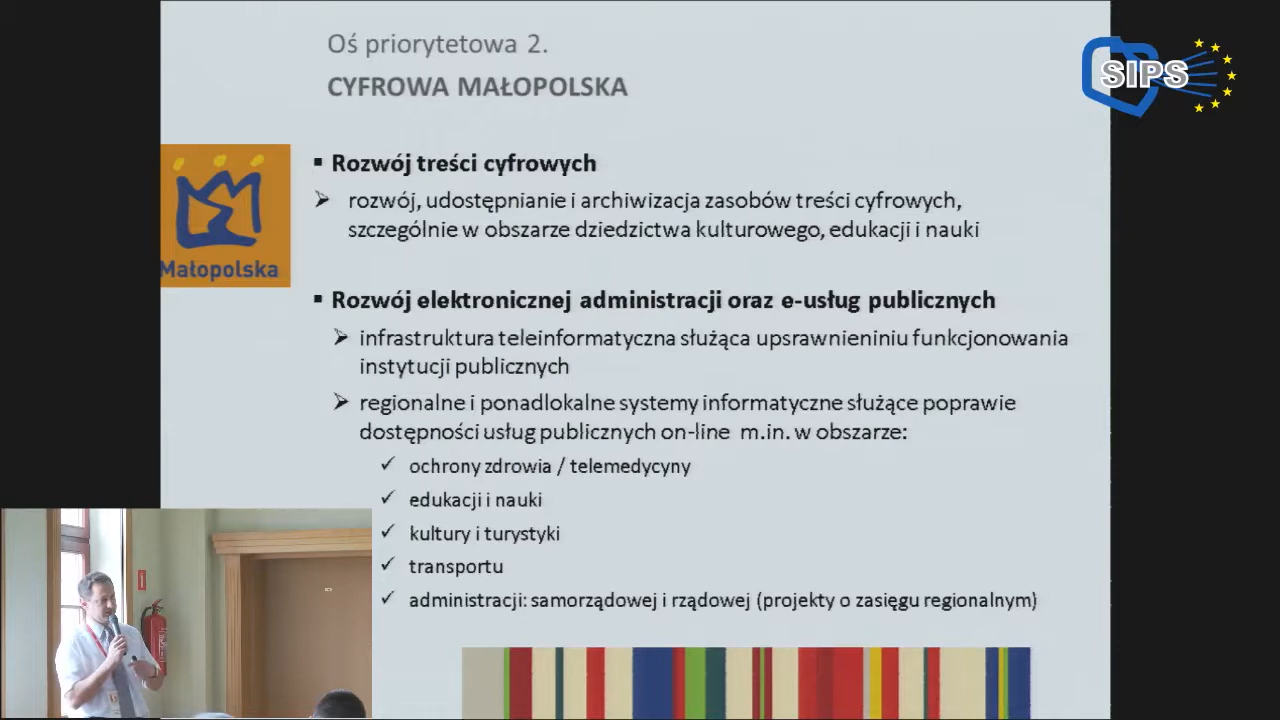 Oś priorytetowa 2.
CYFROWA MAŁOPOLSKA
SIPS
Małopolska
Rozwój treści cyfrowych
rozwój, udostępnianie i archiwizacja zasobów treści cyfrowych,
szczególnie w obszarze dziedzictwa kulturowego, edukacji i nauki
Rozwój elektronicznej administracji oraz e-usług publicznych
infrastruktura teleinformatyczna służąca upsrawnieniniu funkcjonowania
instytucji publicznych
regionalne i ponadlokalne systemy informatyczne służące poprawie
dostępności usług publicznych on-line m.in. w obszarze:
ochrony zdrowia / telemedycyny
edukacji i nauki
kultury i turystyki
transportu
administracji: samorządowej i rządowej (projekty o zasięgu regionalnym)